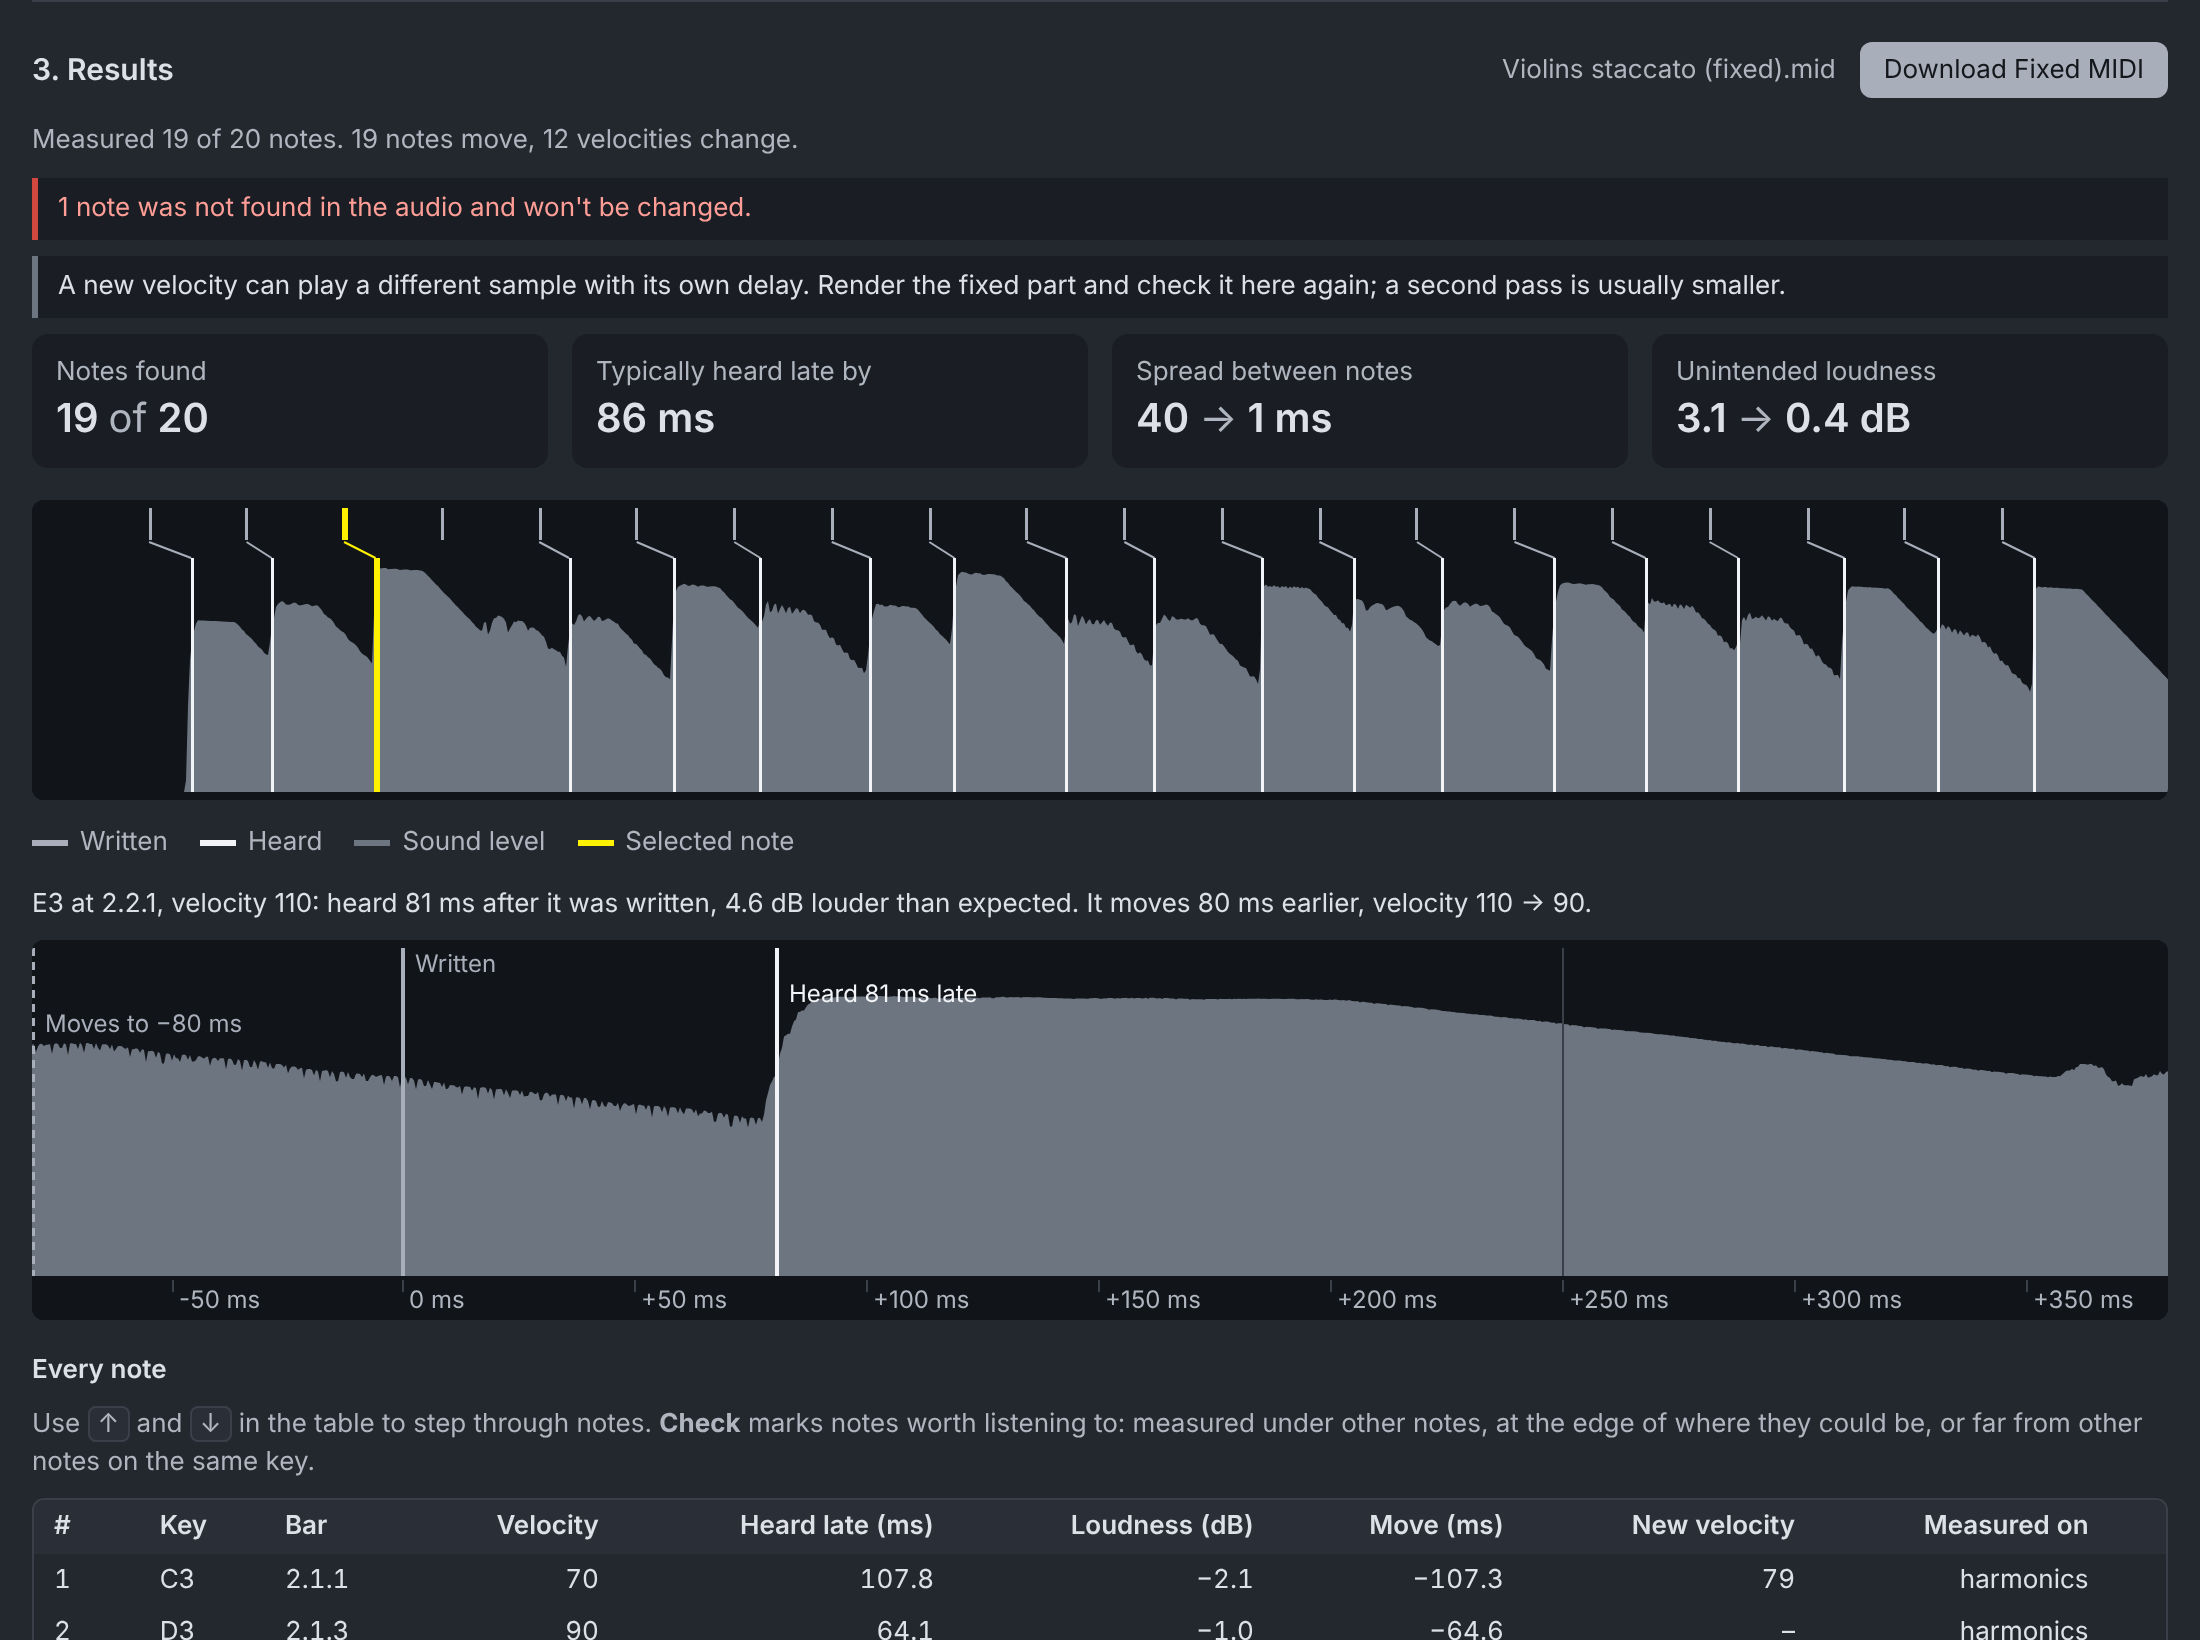 3. Results
Violins staccato (fixed).mid
Download Fixed MIDI
Measured 19 of 20 notes. 19 notes move, 12 velocities change.
1 note was not found in the audio and won't be changed.
A new velocity can play a different sample with its own delay. Render the fixed part and check it here again; a second pass is usually smaller.
Notes found
19 of 20
Typically heard late by
86 ms
Spread between notes
40 → 1 ms
Unintended loudness
3.1 → 0.4 dB
Written Heard Sound level Selected note
E3 at 2.2.1, velocity 110: heard 81 ms after it was written, 4.6 dB louder than expected. It moves 80 ms earlier, velocity 110 → 90.
Written
Heard 81 ms late
Moves to −80 ms
-50 ms 0 ms +50 ms +100 ms +150 ms +200 ms +250 ms +300 ms +350 ms
Every note
Use ↑ and ↓ in the table to step through notes. Check marks notes worth listening to: measured under other notes, at the edge of where they could be, or far from other
notes on the same key.
# Key Bar Velocity Heard late (ms) Loudness (dB) Move (ms) New velocity Measured on
1 C3 2.1.1 70 107.8 −2.1 −107.3 79 harmonics
2 D3 2.1.3 90 64.1 −1.0 −64.6 – harmonics